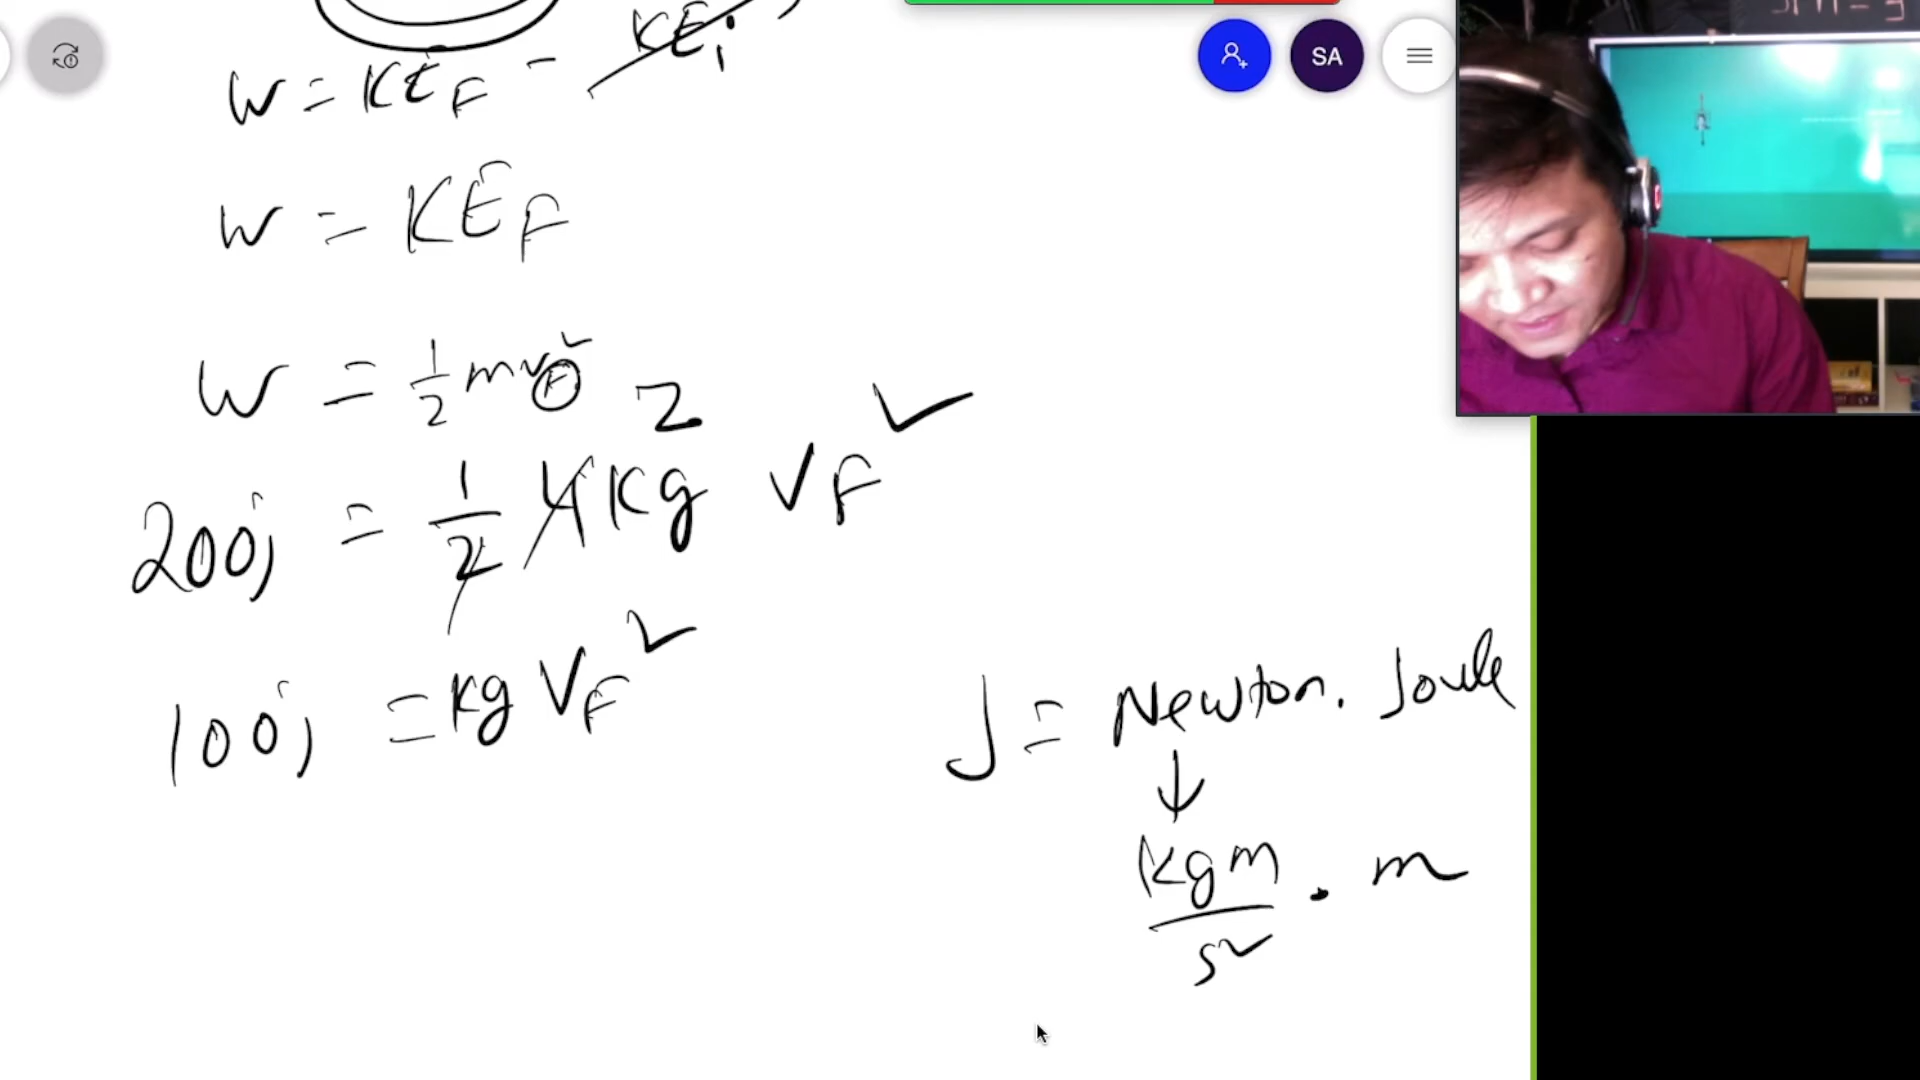 W = KE_F - KE_i
SA
W = KE_F
W = 1/2 m v_F²
2
200j = 1/2 4 kg V_F²
100j = kg V_F²
J = Newton. Joule
↓
kgm/s² · m